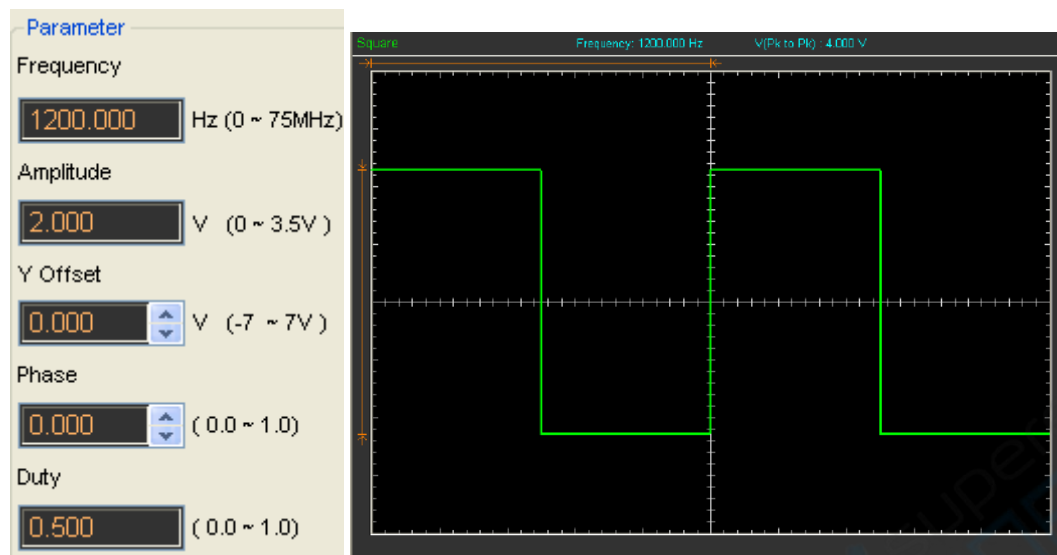 Parameter
Frequency
1200.000 Hz (0 ~ 75MHz)
Amplitude
2.000 V (0 ~ 3.5V )
Y Offset
0.000 V (-7 ~ 7V )
Phase
0.000 ( 0.0 ~ 1.0)
Duty
0.500 ( 0.0 ~ 1.0)
Square Frequency: 1200.000 Hz V(Pk to Pk) : 4.000 V